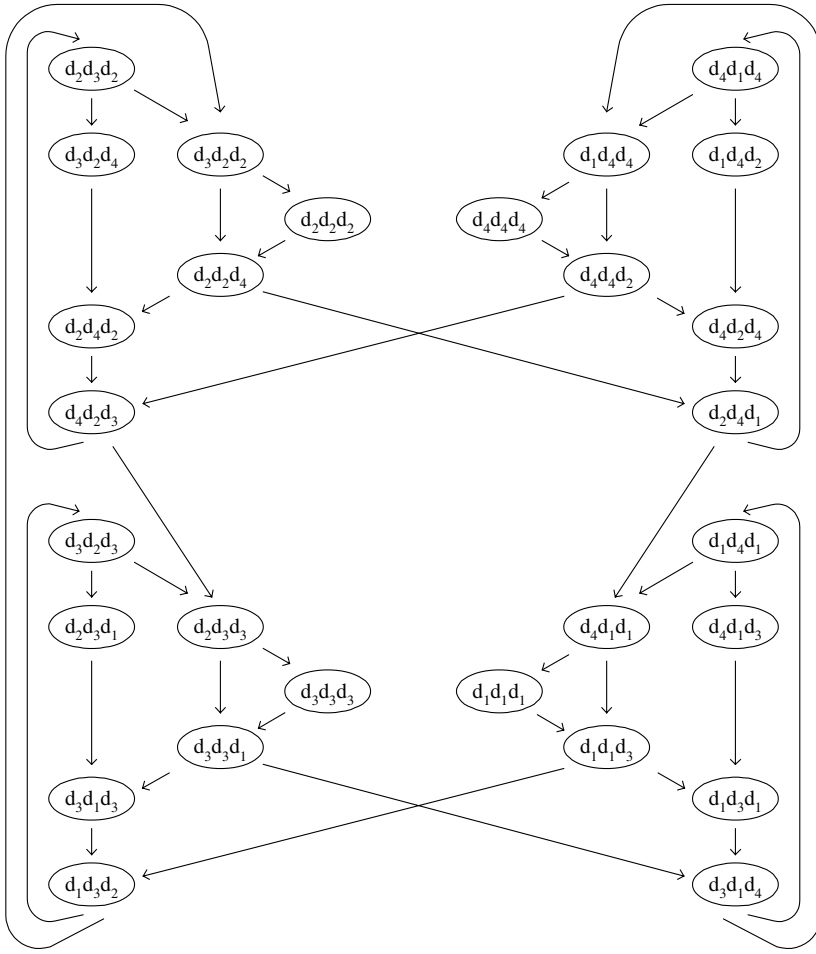 d₂d₃d₂ d₄d₁d₄
d₃d₂d₄ d₃d₂d₂ d₁d₄d₄ d₁d₄d₂
d₂d₂d₂ d₄d₄d₄
d₂d₂d₄ d₄d₄d₂
d₂d₄d₂ d₄d₂d₄
d₄d₂d₃ d₂d₄d₁
d₃d₂d₃ d₁d₄d₁
d₂d₃d₁ d₂d₃d₃ d₄d₁d₁ d₄d₁d₃
d₃d₃d₃ d₁d₁d₁
d₃d₃d₁ d₁d₁d₃
d₃d₁d₃ d₁d₃d₁
d₁d₃d₂ d₃d₁d₄